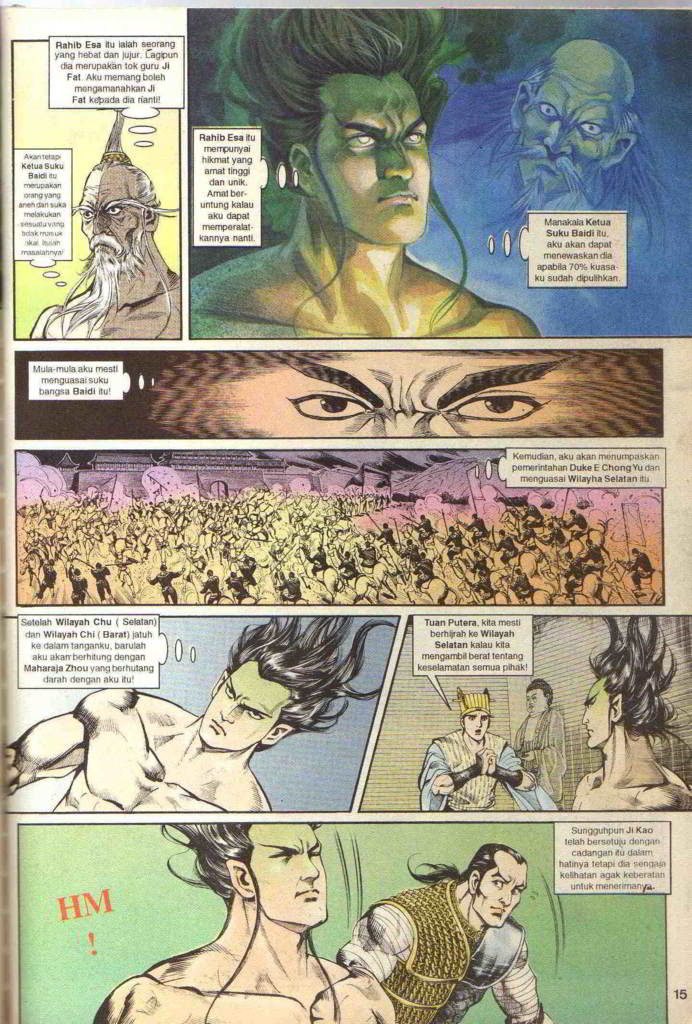 Rahib Esa itu ialah seorang
yang hebat dan jujur. Lagipun
dia merupakan tok guru Ji
Fat. Aku memang boleh
mengamanahkan Ji
Fat kepada dia nanti!
Akan tetapi
Ketua Suku
Baidi itu
merupakan
orang yang
aneh dan suka
melakukan
sesuatu yang
tidak masuk
akal. Itulah
masalahnya!
Rahib Esa itu
mempunyai
hikmat yang
amat tinggi
dan unik.
Amat ber-
untung kalau
aku dapat
memperalat-
kannya nanti.
Manakala Ketua
Suku Baidi itu,
aku akan dapat
menewaskan dia
apabila 70% kuasa-
ku sudah dipulihkan.
Mula-mula aku mesti
menguasai suku
Baidi itu!
Kemudian, aku akan menumpaskan
pemerintahan Duke E Chong Yu dan
menguasai Wilayha Selatan itu.
Setelah Wilayah Chu ( Selatan)
dan Wilayah Chi ( Barat) jatuh
ke dalam tanganku, barulah
aku akan berhitung dengan
Maharaja Zhou yang berhutang
darah dengan aku itu!
Tuan Putera, kita mesti
berhijrah ke Wilayah
Selatan kalau kita
mengambil berat tentang
keselamatan semua pihak!
HM
!
Sungguhpun Ji Kao
telah bersetuju dengan
cadangan itu dalam
hatinya tetapi dia sengaja
kelihatan agak keberatan
untuk menerimanya.
15